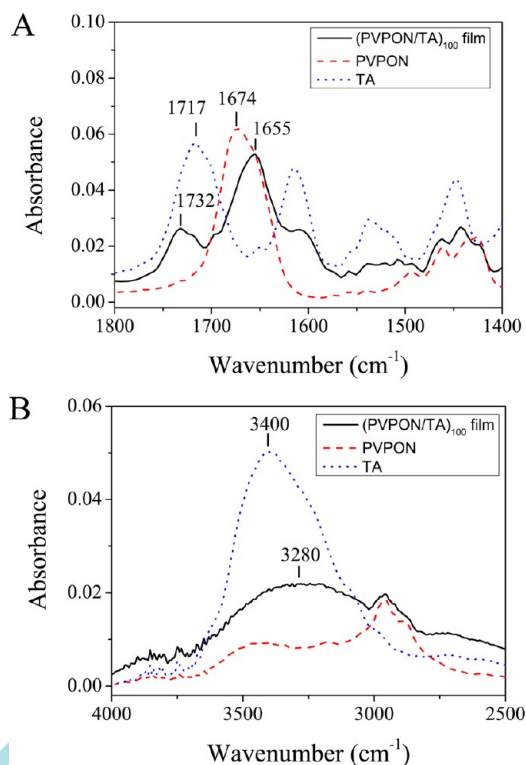 A
0.10
0.08
0.06
0.04
0.02
0.00
Absorbance
(PVPON/TA)100 film
PVPON
TA
1717
1674
1655
1732
1800
1700
1600
1500
1400
Wavenumber (cm-1)
B
0.06
0.04
0.02
0.00
Absorbance
(PVPON/TA)100 film
PVPON
TA
3400
3280
4000
3500
3000
2500
Wavenumber (cm-1)